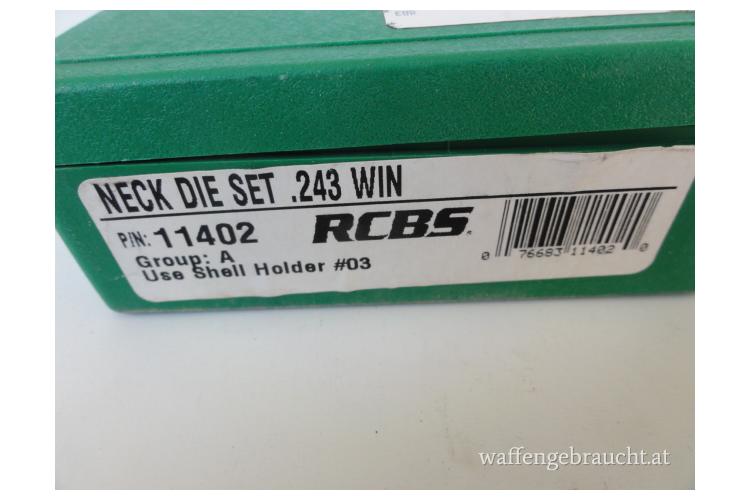 NECK DIE SET .243 WIN
P/N: 11402 RCBS.
Group: A
Use Shell Holder #03
0 76683 11402 0
waffengebraucht.at